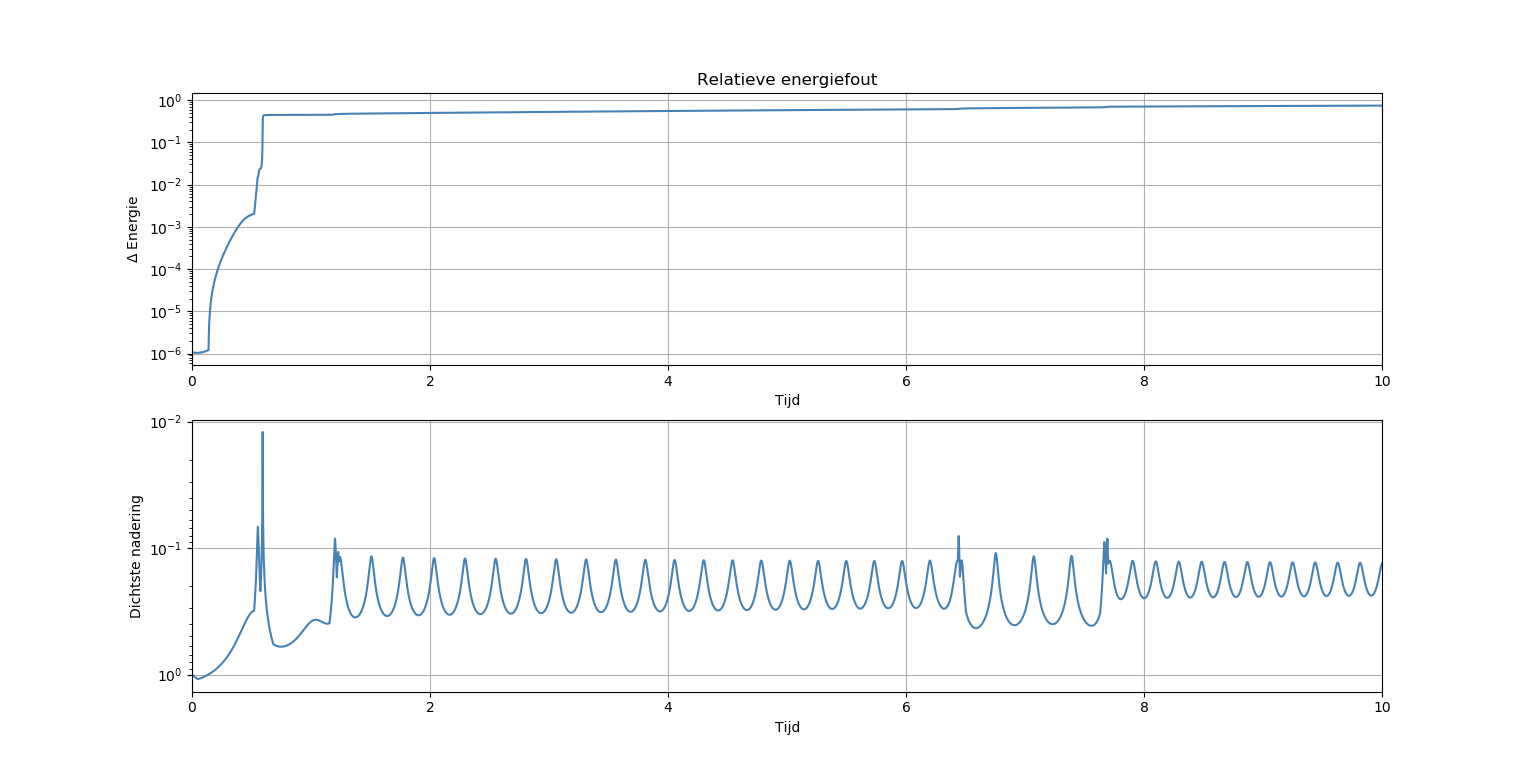 Relatieve energiefout
Δ Energie
10⁰
10⁻¹
10⁻²
10⁻³
10⁻⁴
10⁻⁵
10⁻⁶
0 2 4 6 8 10
Tijd
Dichtste nadering
10⁻²
10⁻¹
10⁰
0 2 4 6 8 10
Tijd